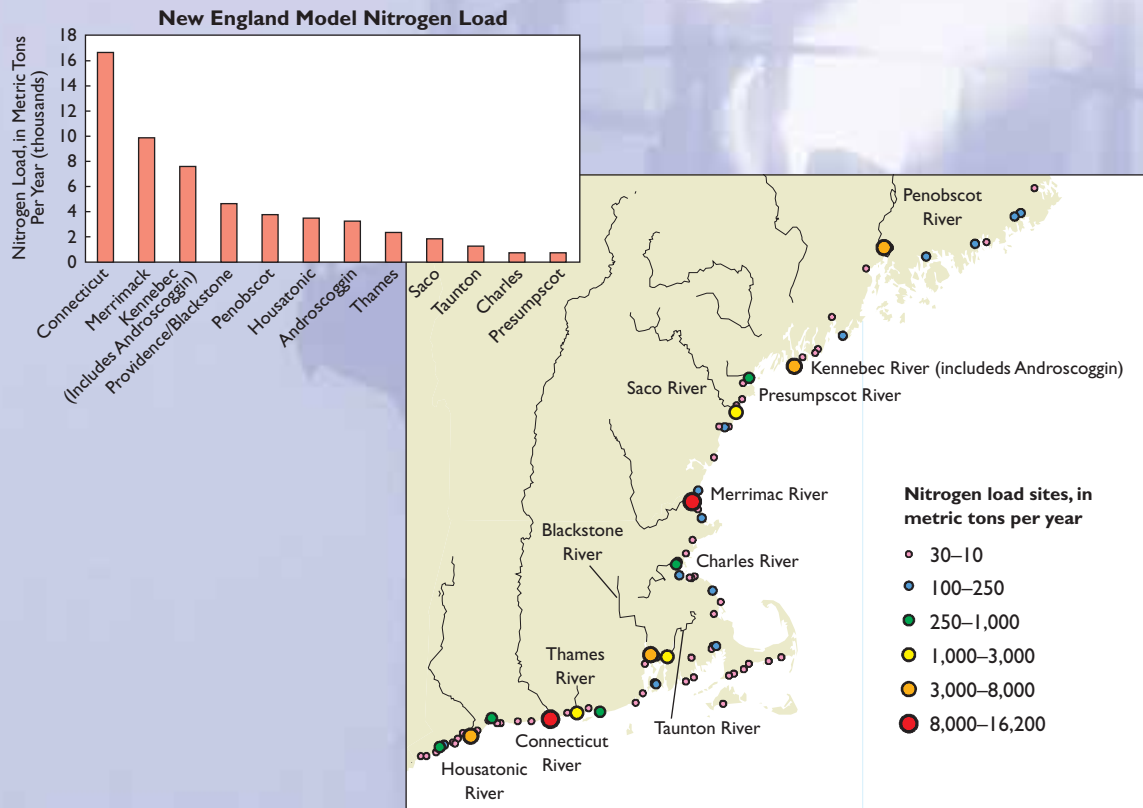 New England Model Nitrogen Load
Nitrogen Load, in Metric Tons
Per Year (thousands)
18
16
14
12
10
8
6
4
2
0
Connecticut
Merrimack
Kennebec
(Includes Androscoggin)
Providence/Blackstone
Penobscot
Housatonic
Androscoggin
Thames
Saco
Taunton
Charles
Presumpscot
Penobscot
River
Kennebec River (includeds Androscoggin)
Saco River
Presumpscot River
Merrimac River
Blackstone
River
Charles River
Thames
River
Taunton River
Connecticut
River
Housatonic
River
Nitrogen load sites, in
metric tons per year
30–10
100–250
250–1,000
1,000–3,000
3,000–8,000
8,000–16,200